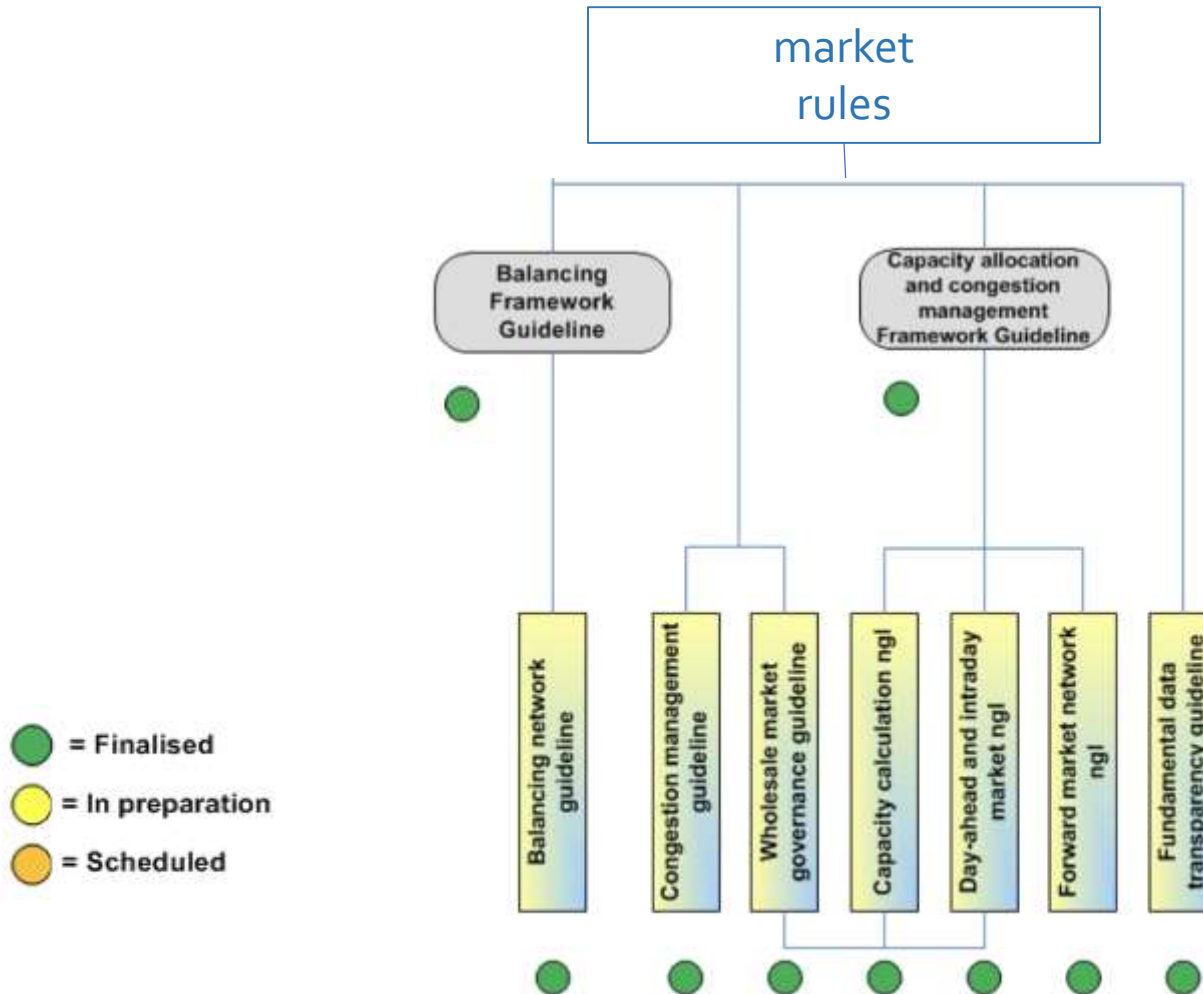 market
rules
Balancing
Framework
Guideline
Capacity allocation
and congestion
management
Framework Guideline
Balancing network
guideline
Congestion management
guideline
Wholesale market
governance guideline
Capacity calculation ngl
Day-ahead and intraday
market ngl
Forward market network
ngl
Fundamental data
transparency guideline
= Finalised
= In preparation
= Scheduled